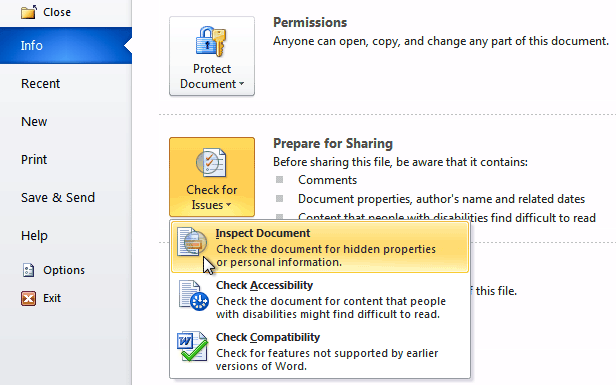 Close
Info
Recent
New
Print
Save & Send
Help
Options
Exit
Protect
Document
Permissions
Anyone can open, copy, and change any part of this document.
Check for
Issues
Prepare for Sharing
Before sharing this file, be aware that it contains:
Comments
Document properties, author's name and related dates
Content that people with disabilities find difficult to read
Inspect Document
Check the document for hidden properties
or personal information.
Check Accessibility
Check the document for content that people
with disabilities might find difficult to read.
Check Compatibility
Check for features not supported by earlier
versions of Word.
of this file.